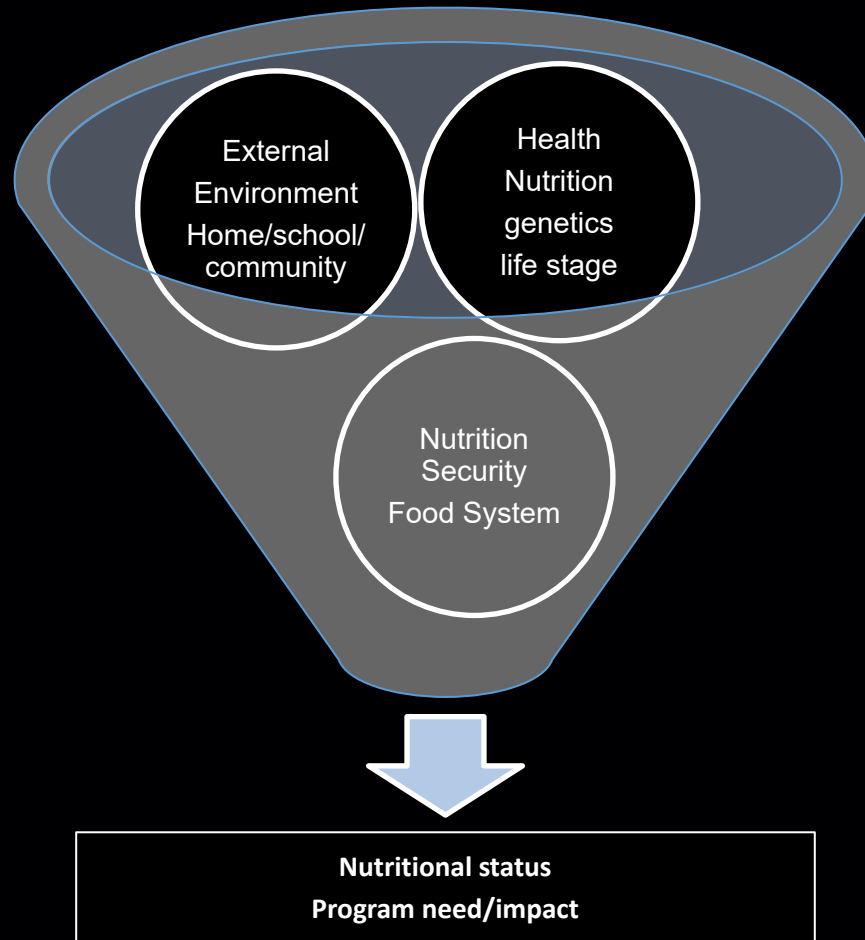 External
Environment
Home/school/
community
Health
Nutrition
genetics
life stage
Nutrition
Security
Food System
Nutritional status
Program need/impact